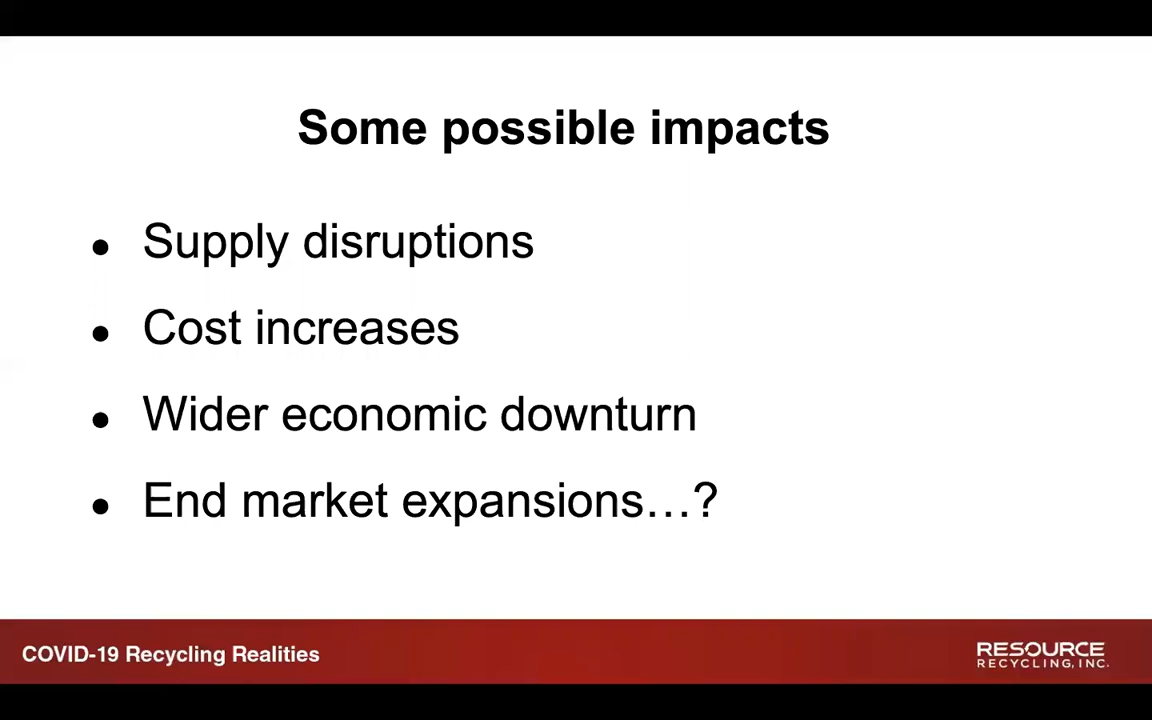 Some possible impacts
● Supply disruptions
● Cost increases
● Wider economic downturn
● End market expansions…?
COVID-19 Recycling Realities
RESOURCE
RECYCLING, INC.